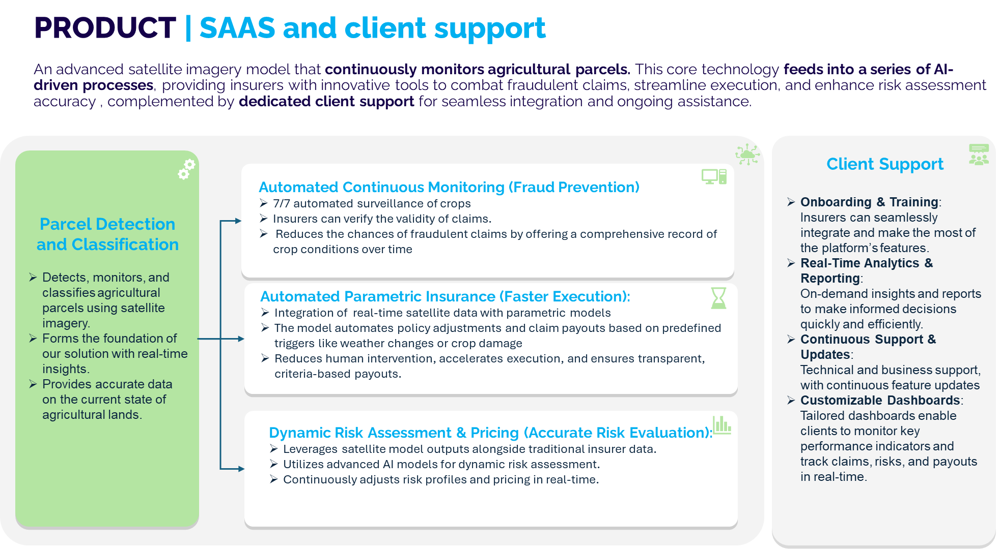 PRODUCT | SAAS and client support
An advanced satellite imagery model that continuously monitors agricultural parcels. This core technology feeds into a series of AI-
driven processes, providing insurers with innovative tools to combat fraudulent claims, streamline execution, and enhance risk assessment
accuracy , complemented by dedicated client support for seamless integration and ongoing assistance.
Parcel Detection
and Classification
➢ Detects, monitors, and
classifies agricultural
parcels using satellite
imagery.
➢ Forms the foundation of
our solution with real-time
insights.
➢ Provides accurate data
on the current state of
agricultural lands.
Automated Continuous Monitoring (Fraud Prevention)
➢ 7/7 automated surveillance of crops
➢ Insurers can verify the validity of claims.
➢ Reduces the chances of fraudulent claims by offering a comprehensive record of
crop conditions over time
Automated Parametric Insurance (Faster Execution):
➢ Integration of real-time satellite data with parametric models
➢ The model automates policy adjustments and claim payouts based on predefined
triggers like weather changes or crop damage
➢ Reduces human intervention, accelerates execution, and ensures transparent,
criteria-based payouts.
Dynamic Risk Assessment & Pricing (Accurate Risk Evaluation):
➢ Leverages satellite model outputs alongside traditional insurer data.
➢ Utilizes advanced AI models for dynamic risk assessment.
➢ Continuously adjusts risk profiles and pricing in real-time.
Client Support
➢ Onboarding & Training:
Insurers can seamlessly
integrate and make the most of
the platform’s features.
➢ Real-Time Analytics &
Reporting:
On-demand insights and reports
to make informed decisions
quickly and efficiently.
➢ Continuous Support &
Updates:
Technical and business support,
with continuous feature updates
➢ Customizable Dashboards:
Tailored dashboards enable
clients to monitor key
performance indicators and
track claims, risks, and payouts
in real-time.